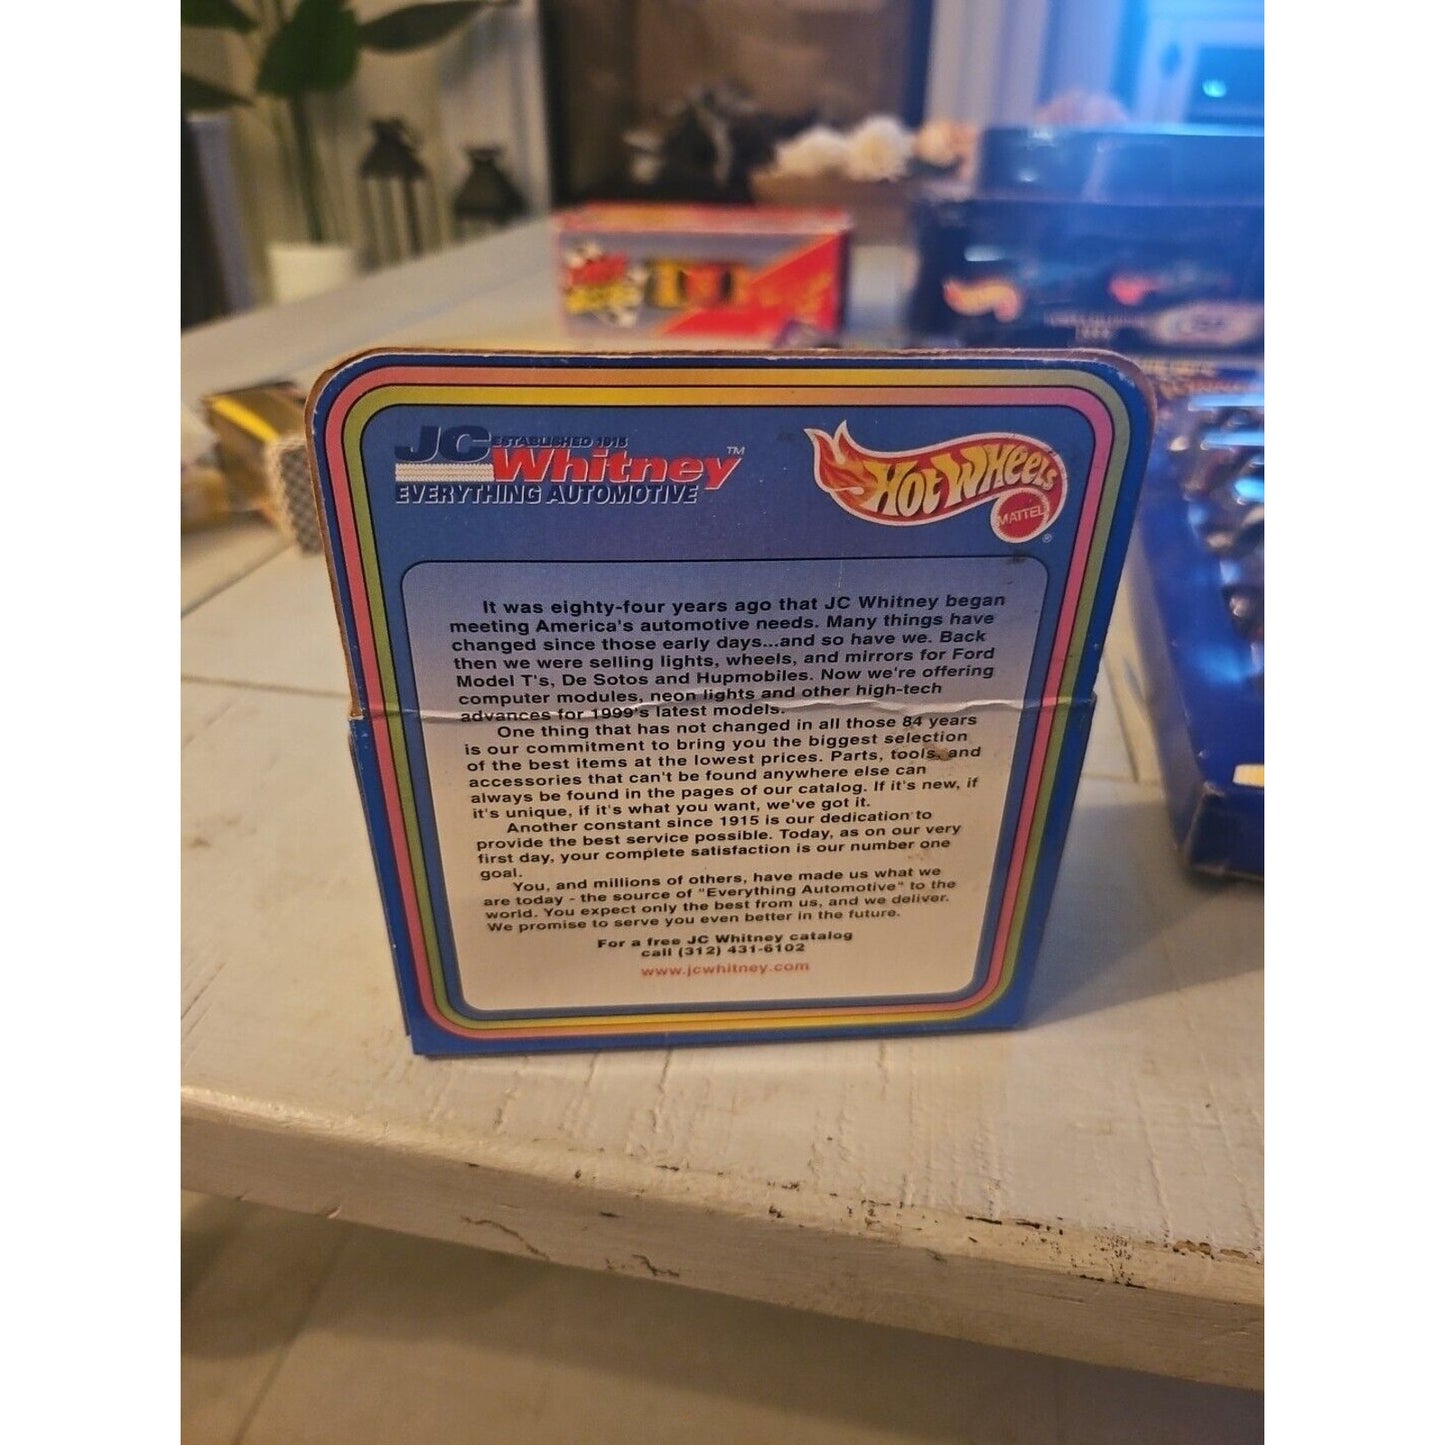 JC ESTABLISHED 1915
Whitney™
EVERYTHING AUTOMOTIVE
HOT WHEELS
MATTEL
®
It was eighty-four years ago that JC Whitney began
meeting America's automotive needs. Many things have
changed since those early days...and so have we. Back
then we were selling lights, wheels, and mirrors for Ford
Model T's, De Sotos and Hupmobiles. Now we're offering
computer modules, neon lights and other high-tech
advances for 1999's latest models.
One thing that has not changed in all those 84 years
is our commitment to bring you the biggest selection
of the best items at the lowest prices. Parts, tools, and
accessories that can't be found anywhere else can
always be found in the pages of our catalog. If it's new, if
it's unique, if it's what you want, we've got it.
Another constant since 1915 is our dedication to
provide the best service possible. Today, as on our very
first day, your complete satisfaction is our number one
goal.
You, and millions of others, have made us what we
are today - the source of "Everything Automotive" to the
world. You expect only the best from us, and we deliver.
We promise to serve you even better in the future.
For a free JC Whitney catalog
call (312) 431-6102
www.jcwhitney.com